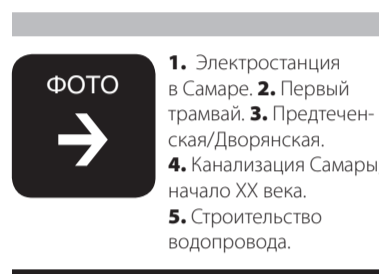 ФОТО
→
1. Электростанция
в Самаре. 2. Первый
трамвай. 3. Предтечен-
ская/Дворянская.
4. Канализация Самары
начало XX века.
5. Строительство
водопровода.